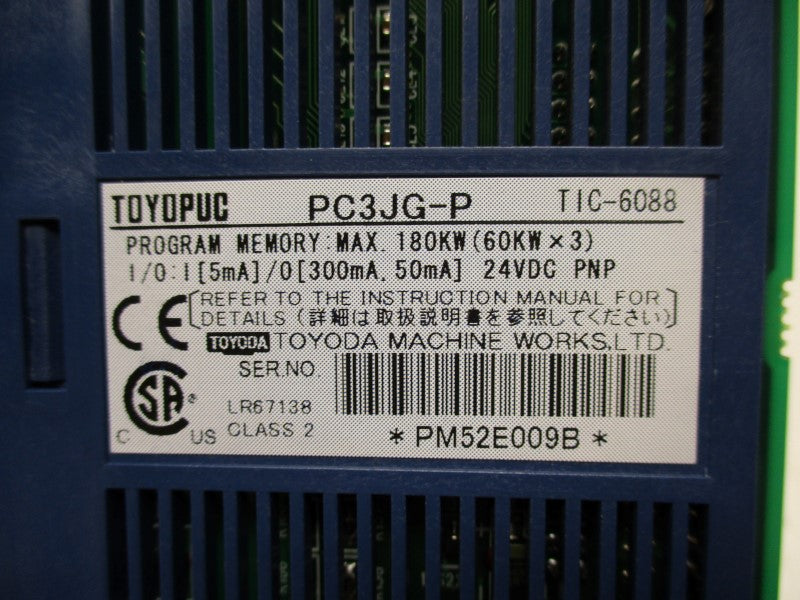 TOYOPUC PC3JG-P TIC-6088
PROGRAM MEMORY:MAX. 180KW(60KW×3)
I/O:I[5mA]/O[300mA, 50mA] 24VDC PNP
CE [REFER TO THE INSTRUCTION MANUAL FOR
DETAILS (詳細は取扱説明書を参照してください)]
TOYODA TOYODA MACHINE WORKS,LTD.
SER.NO.
SA®
LR67138
C US CLASS 2
*PM52E009B*